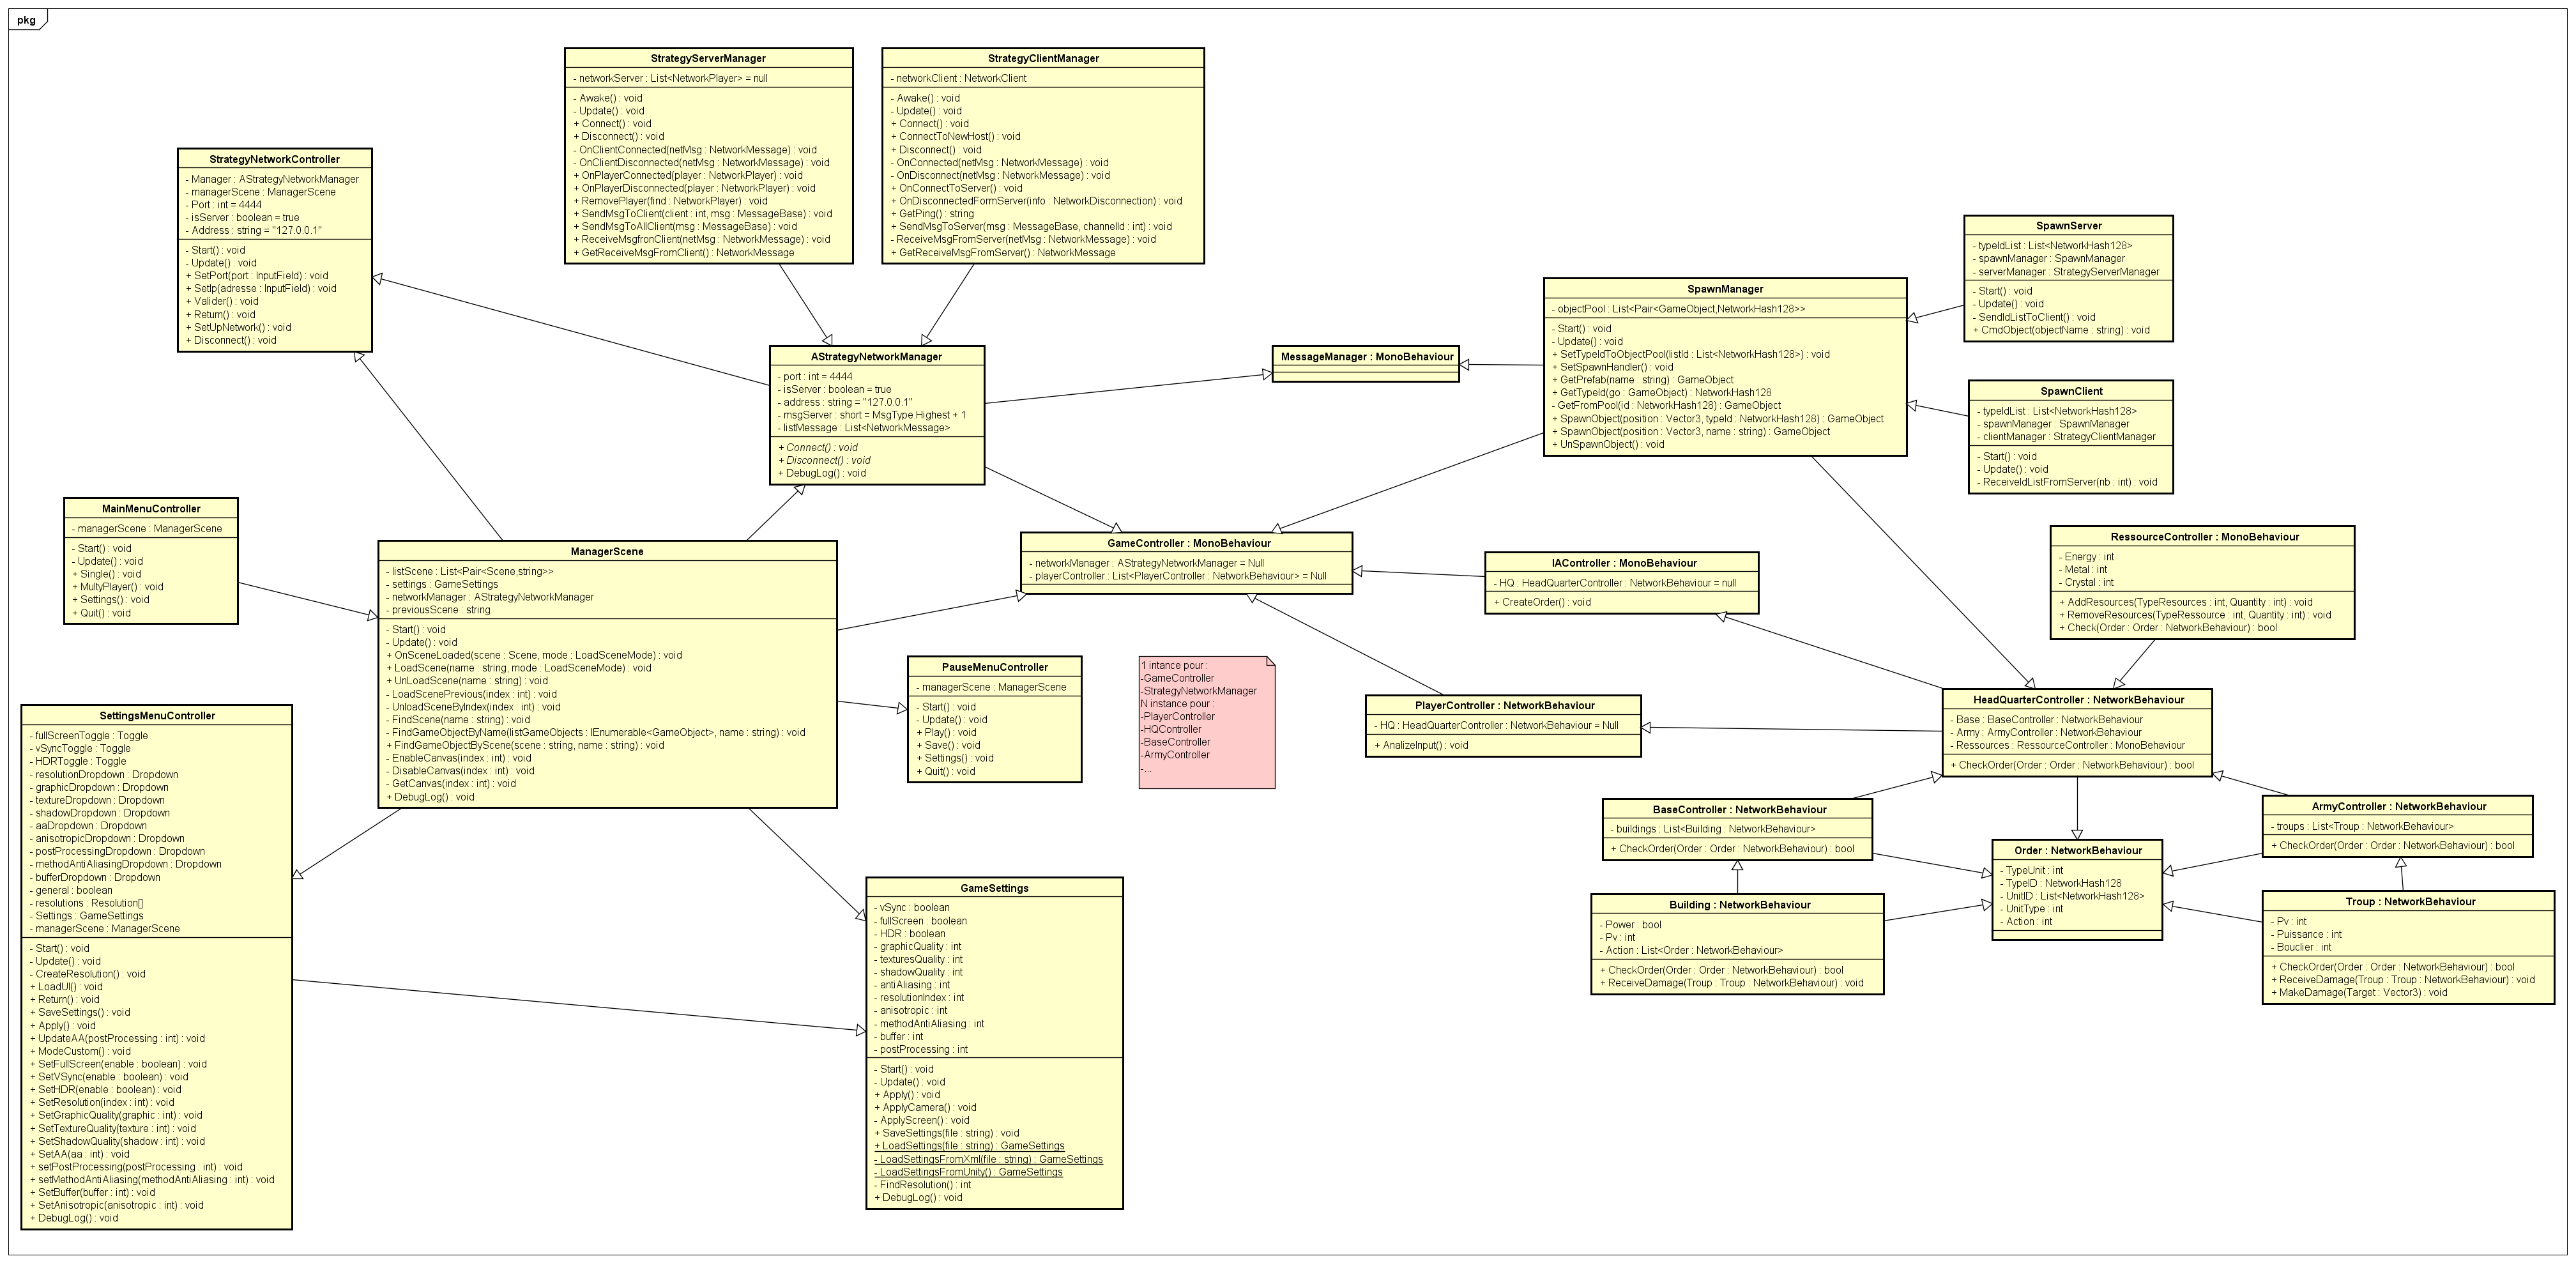 pkg
StrategyServerManager
- networkServer : List<NetworkPlayer> = null
- Awake() : void
- Update() : void
+ Connect() : void
+ Disconnect() : void
- OnClientConnected(netMsg : NetworkMessage) : void
- OnClientDisconnected(netMsg : NetworkMessage) : void
+ OnPlayerConnected(player : NetworkPlayer) : void
+ OnPlayerDisconnected(player : NetworkPlayer) : void
+ RemovePlayer(find : NetworkPlayer) : void
+ SendMsgToClient(client : int, msg : MessageBase) : void
+ SendMsgToAllClient(msg : MessageBase) : void
+ ReceiveMsgfronClient(netMsg : NetworkMessage) : void
+ GetReceiveMsgFromClient() : NetworkMessage
StrategyClientManager
- networkClient : NetworkClient
- Awake() : void
- Update() : void
+ Connect() : void
+ ConnectToNewHost() : void
+ Disconnect() : void
- OnConnected(netMsg : NetworkMessage) : void
- OnDisconnect(netMsg : NetworkMessage) : void
+ OnConnectToServer() : void
+ OnDisconnectedFormServer(info : NetworkDisconnection) : void
+ GetPing() : string
+ SendMsgToServer(msg : MessageBase, channelId : int) : void
- ReceiveMsgFromServer(netMsg : NetworkMessage) : void
+ GetReceiveMsgFromServer() : NetworkMessage
StrategyNetworkController
- Manager : AStrategyNetworkManager
- managerScene : ManagerScene
- Port : int = 4444
- isServer : boolean = true
- Address : string = "127.0.0.1"
- Start() : void
- Update() : void
+ SetPort(port : InputField) : void
+ SetIp(adresse : InputField) : void
+ Valider() : void
+ Return() : void
+ SetUpNetwork() : void
+ Disconnect() : void
SpawnServer
- typeIdList : List<NetworkHash128>
- spawnManager : SpawnManager
- serverManager : StrategyServerManager
- Start() : void
- Update() : void
- SendIdListToClient() : void
+ CmdObject(objectName : string) : void
SpawnManager
- objectPool : List<Pair<GameObject,NetworkHash128>>
- Start() : void
- Update() : void
+ SetTypeIdToObjectPool(listId : List<NetworkHash128>) : void
+ SetSpawnHandler() : void
+ GetPrefab(name : string) : GameObject
+ GetTypeId(go : GameObject) : NetworkHash128
- GetFromPool(id : NetworkHash128) : GameObject
+ SpawnObject(position : Vector3, typeId : NetworkHash128) : GameObject
+ SpawnObject(position : Vector3, name : string) : GameObject
+ UnSpawnObject() : void
AStrategyNetworkManager
- port : int = 4444
- isServer : boolean = true
- address : string = "127.0.0.1"
- msgServer : short = MsgType.Highest + 1
- listMessage : List<NetworkMessage>
+ Connect() : void
+ Disconnect() : void
+ DebugLog() : void
MessageManager : MonoBehaviour
SpawnClient
- typeIdList : List<NetworkHash128>
- spawnManager : SpawnManager
- clientManager : StrategyClientManager
- Start() : void
- Update() : void
- ReceiveIdListFromServer(nb : int) : void
MainMenuController
- managerScene : ManagerScene
- Start() : void
- Update() : void
+ Single() : void
+ MultyPlayer() : void
+ Settings() : void
+ Quit() : void
ManagerScene
- listScene : List<Pair<Scene,string>>
- settings : GameSettings
- networkManager : AStrategyNetworkManager
- previousScene : string
- Start() : void
- Update() : void
+ OnSceneLoaded(scene : Scene, mode : LoadSceneMode) : void
+ LoadScene(name : string, mode : LoadSceneMode) : void
+ UnLoadScene(name : string) : void
- LoadScenePrevious(index : int) : void
- UnloadSceneByIndex(index : int) : void
- FindScene(name : string) : void
- FindGameObjectByName(listGameObjects : IEnumerable<GameObject>, name : string) : void
+ FindGameObjectByScene(scene : string, name : string) : void
- EnableCanvas(index : int) : void
- DisableCanvas(index : int) : void
- GetCanvas(index : int) : void
+ DebugLog() : void
GameController : MonoBehaviour
- networkManager : AStrategyNetworkManager = Null
- playerController : List<PlayerController : NetworkBehaviour> = Null
IAController : MonoBehaviour
- HQ : HeadQuarterController : NetworkBehaviour = null
+ CreateOrder() : void
RessourceController : MonoBehaviour
- Energy : int
- Metal : int
- Crystal : int
+ AddResources(TypeResources : int, Quantity : int) : void
+ RemoveResources(TypeRessource : int, Quantity : int) : void
+ Check(Order : Order : NetworkBehaviour) : bool
PauseMenuController
- managerScene : ManagerScene
- Start() : void
- Update() : void
+ Play() : void
+ Save() : void
+ Settings() : void
+ Quit() : void
1 intance pour :
-GameController
-StrategyNetworkManager
N instance pour :
-PlayerController
-HQController
-BaseController
-ArmyController
-...
PlayerController : NetworkBehaviour
- HQ : HeadQuarterController : NetworkBehaviour = Null
+ AnalizeInput() : void
HeadQuarterController : NetworkBehaviour
- Base : BaseController : NetworkBehaviour
- Army : ArmyController : NetworkBehaviour
- Ressources : RessourceController : MonoBehaviour
+ CheckOrder(Order : Order : NetworkBehaviour) : bool
SettingsMenuController
- fullScreenToggle : Toggle
- vSyncToggle : Toggle
- HDRToggle : Toggle
- resolutionDropdown : Dropdown
- graphicDropdown : Dropdown
- textureDropdown : Dropdown
- shadowDropdown : Dropdown
- aaDropdown : Dropdown
- anisotropicDropdown : Dropdown
- postProcessingDropdown : Dropdown
- methodAntiAliasingDropdown : Dropdown
- bufferDropdown : Dropdown
- general : boolean
- resolutions : Resolution[]
- Settings : GameSettings
- managerScene : ManagerScene
- Start() : void
- Update() : void
- CreateResolution() : void
+ LoadUI() : void
+ Return() : void
+ SaveSettings() : void
+ Apply() : void
+ UpdateAA(postProcessing : int) : void
+ ModeCustom() : void
+ SetFullScreen(enable : boolean) : void
+ SetVSync(enable : boolean) : void
+ SetHDR(enable : boolean) : void
+ SetResolution(index : int) : void
+ SetGraphicQuality(graphic : int) : void
+ SetTextureQuality(texture : int) : void
+ SetShadowQuality(shadow : int) : void
+ SetAA(aa : int) : void
+ setPostProcessing(postProcessing : int) : void
+ setMethodAntiAliasing(methodAntiAliasing : int) : void
+ SetBuffer(buffer : int) : void
+ SetAnisotropic(anisotropic : int) : void
+ DebugLog() : void
GameSettings
- vSync : boolean
- fullScreen : boolean
- HDR : boolean
- graphicQuality : int
- texturesQuality : int
- shadowQuality : int
- antiAliasing : int
- resolutionIndex : int
- anisotropic : int
- methodAntiAliasing : int
- buffer : int
- postProcessing : int
- Start() : void
- Update() : void
+ Apply() : void
+ ApplyCamera() : void
- ApplyScreen() : void
+ SaveSettings(file : string) : void
+ LoadSettings(file : string) : GameSettings
- LoadSettingsFromXml(file : string) : GameSettings
- LoadSettingsFromUnity() : GameSettings
- FindResolution() : int
+ DebugLog() : void
BaseController : NetworkBehaviour
- buildings : List<Building : NetworkBehaviour>
+ CheckOrder(Order : Order : NetworkBehaviour) : bool
ArmyController : NetworkBehaviour
- troups : List<Troup : NetworkBehaviour>
+ CheckOrder(Order : Order : NetworkBehaviour) : bool
Order : NetworkBehaviour
- TypeUnit : int
- TypeID : NetworkHash128
- UnitID : List<NetworkHash128>
- UnitType : int
- Action : int
Building : NetworkBehaviour
- Power : bool
- Pv : int
- Action : List<Order : NetworkBehaviour>
+ CheckOrder(Order : Order : NetworkBehaviour) : bool
+ ReceiveDamage(Troup : Troup : NetworkBehaviour) : void
Troup : NetworkBehaviour
- Pv : int
- Puissance : int
- Bouclier : int
+ CheckOrder(Order : Order : NetworkBehaviour) : bool
+ ReceiveDamage(Troup : Troup : NetworkBehaviour) : void
+ MakeDamage(Target : Vector3) : void